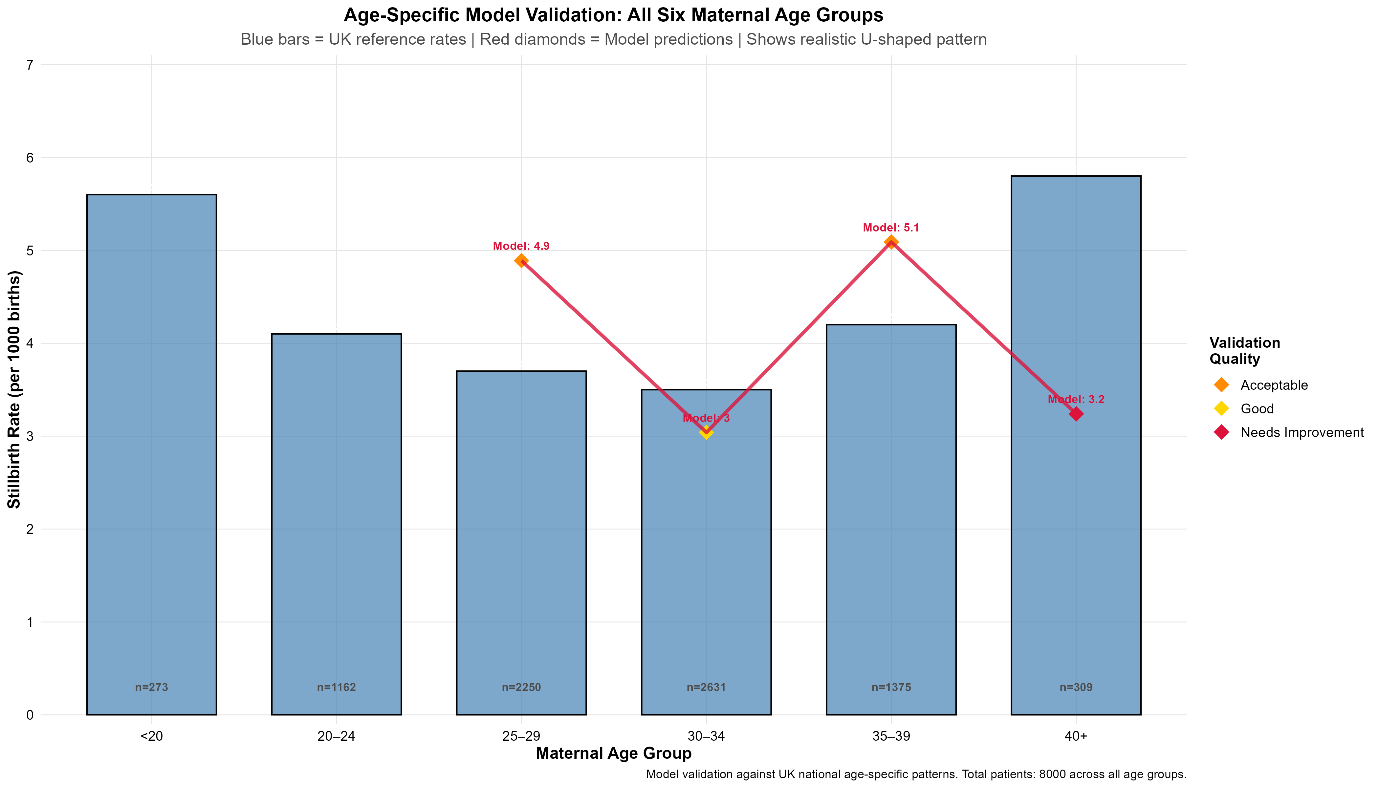 Age-Specific Model Validation: All Six Maternal Age Groups
Blue bars = UK reference rates | Red diamonds = Model predictions | Shows realistic U-shaped pattern
Stillbirth Rate (per 1000 births)
7
6
5
4
3
2
1
0
Model: 4.9
Model: 3
Model: 5.1
Model: 3.2
n=273
n=1162
n=2250
n=2631
n=1375
n=309
<20
20–24
25–29
30–34
35–39
40+
Maternal Age Group
Validation
Quality
Acceptable
Good
Needs Improvement
Model validation against UK national age-specific patterns. Total patients: 8000 across all age groups.